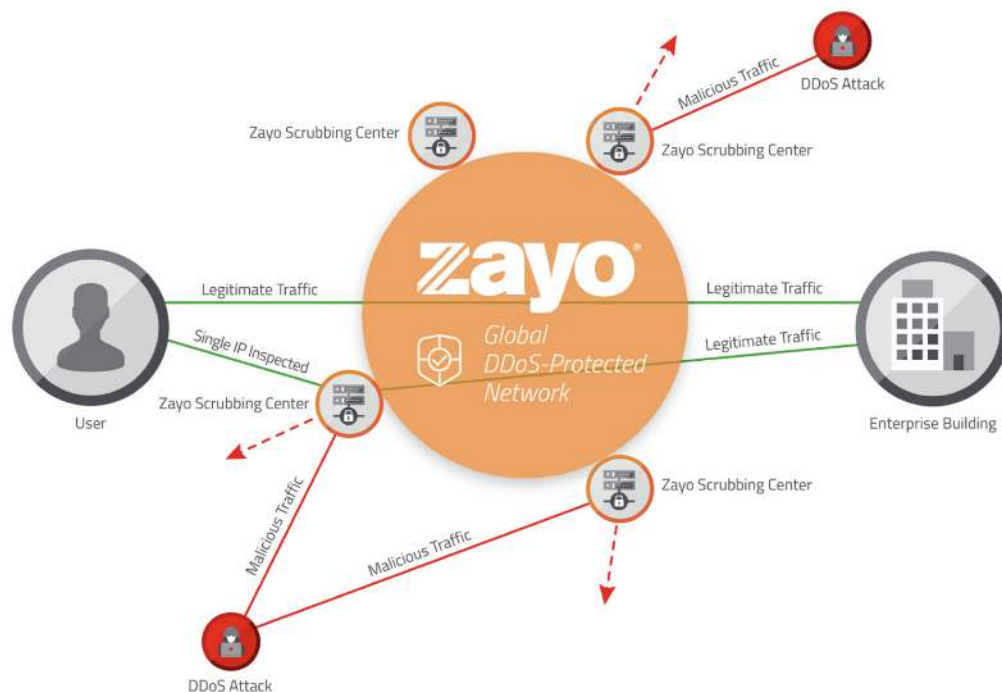 Malicious Traffic
DDoS Attack
Zayo Scrubbing Center
Zayo Scrubbing Center
zayo®
Legitimate Traffic
Legitimate Traffic
Global
DDoS-Protected
Network
Single IP Inspected
Legitimate Traffic
Zayo Scrubbing Center
User
Enterprise Building
Zayo Scrubbing Center
Malicious Traffic
Malicious Traffic
DDoS Attack